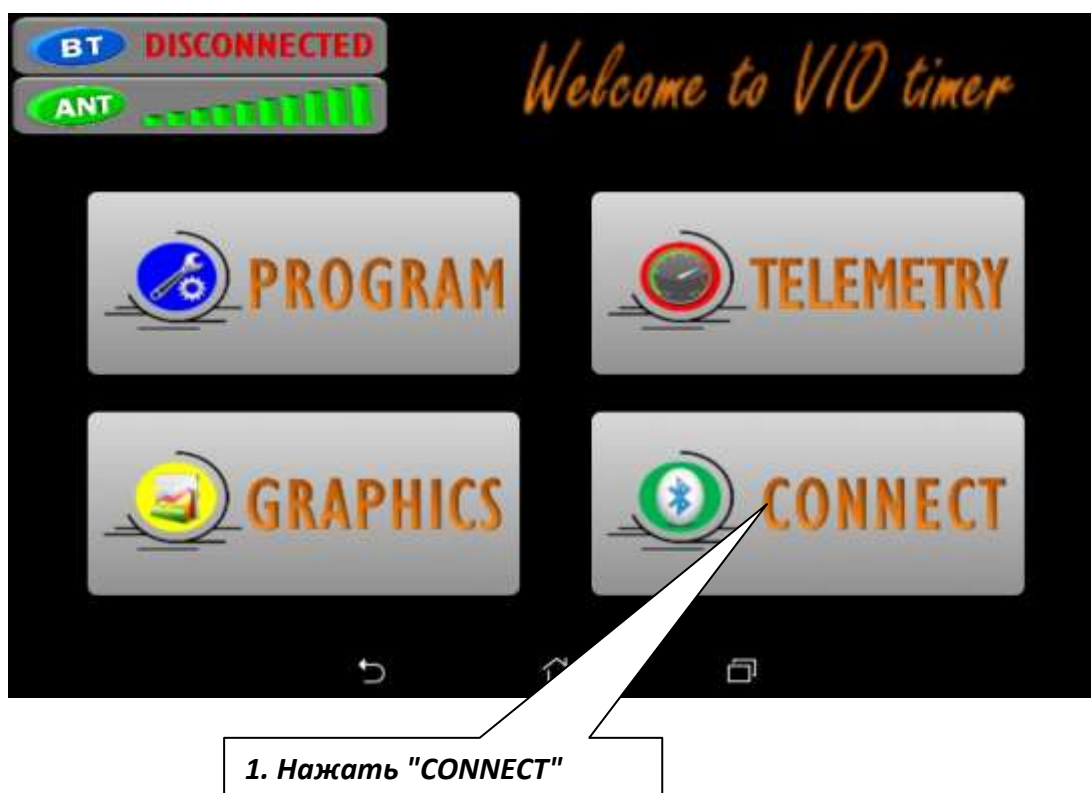 BT DISCONNECTED
ANT
Welcome to VIO timer
PROGRAM
TELEMETRY
GRAPHICS
CONNECT
1. Нажать "CONNECT"